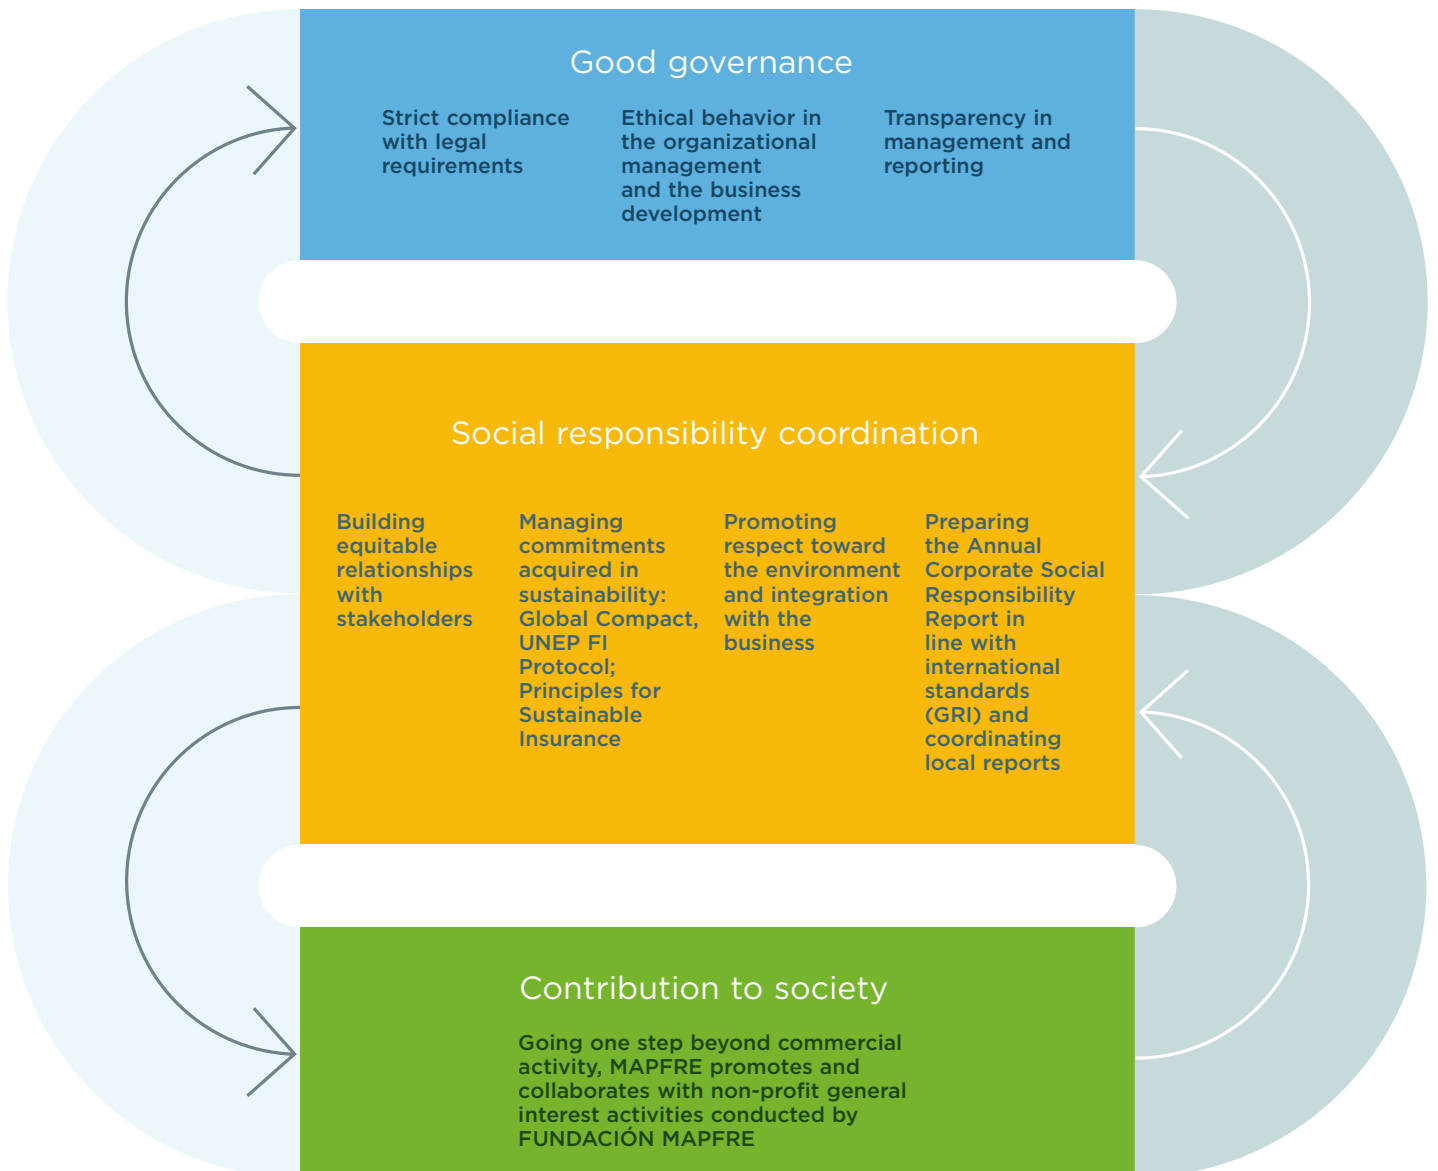 Good governance
Strict compliance
with legal
requirements
Ethical behavior in
the organizational
management
and the business
development
Transparency in
management and
reporting
Social responsibility coordination
Building
equitable
relationships
with
stakeholders
Managing
commitments
acquired in
sustainability:
Global Compact,
UNEP FI
Protocol;
Principles for
Sustainable
Insurance
Promoting
respect toward
the environment
and integration
with the
business
Preparing
the Annual
Corporate Social
Responsibility
Report in
line with
international
standards
(GRI) and
coordinating
local reports
Contribution to society
Going one step beyond commercial
activity, MAPFRE promotes and
collaborates with non-profit general
interest activities conducted by
FUNDACIÓN MAPFRE